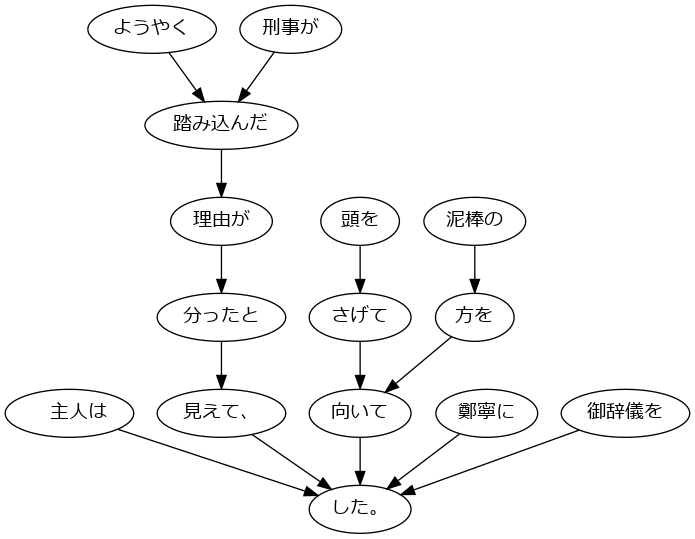 ようやく 刑事が
踏み込んだ
理由が 頭を 泥棒の
分ったと さげて 方を
主人は 見えて、 向いて 鄭寧に 御辞儀を
した。